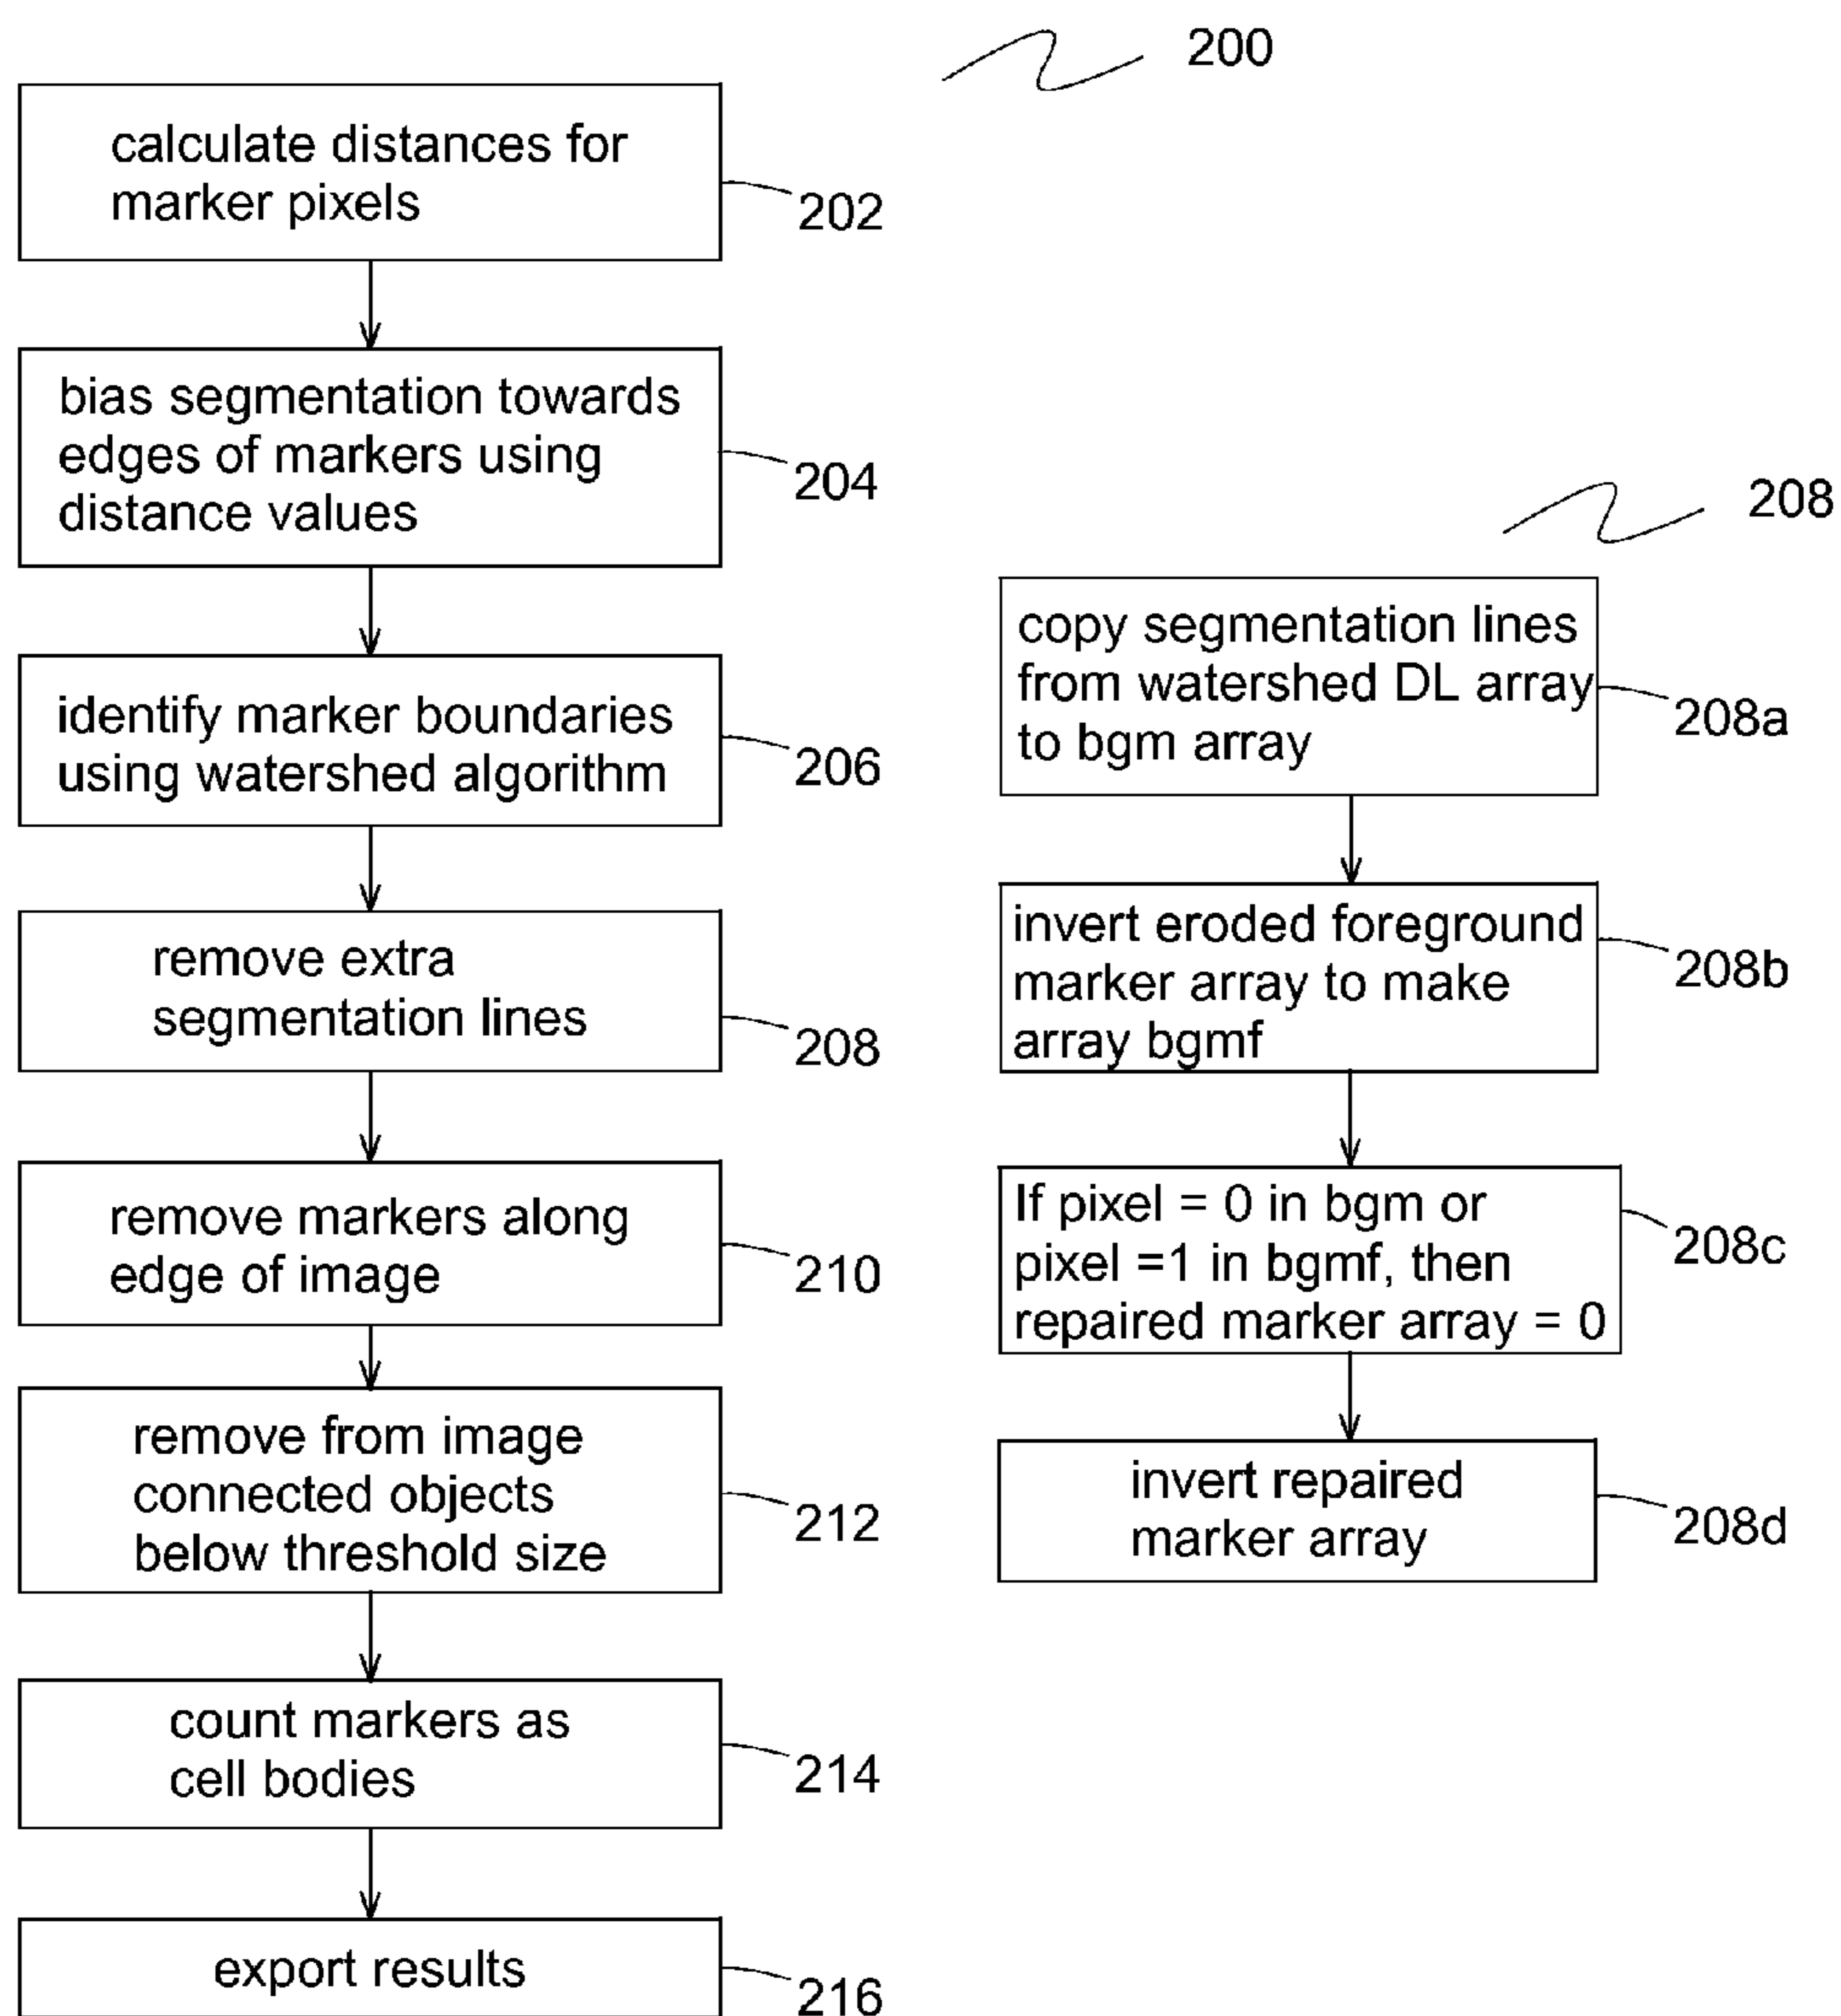 200
calculate distances for
marker pixels
202
bias segmentation towards
edges of markers using
distance values
204
identify marker boundaries
using watershed algorithm
206
remove extra
segmentation lines
208
remove markers along
edge of image
210
remove from image
connected objects
below threshold size
212
count markers as
cell bodies
214
export results
216
208
copy segmentation lines
from watershed DL array
to bgm array
208a
invert eroded foreground
marker array to make
array bgmf
208b
If pixel = 0 in bgm or
pixel =1 in bgmf, then
repaired marker array = 0
208c
invert repaired
marker array
208d